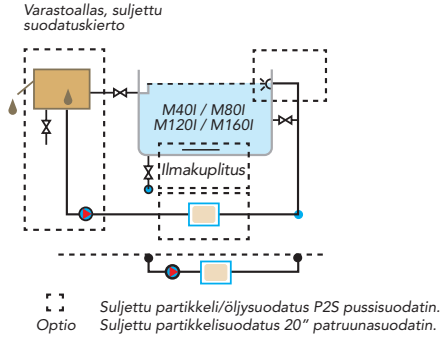 Varastoallas, suljettu
suodatuskierto
M40I / M80I
M120I / M160I
Ilmakuplitus
Suljettu partikkeli/öljysuodatus P2S pussisuodatin.
Optio Suljettu partikkelisuodatus 20” patruunasuodatin.